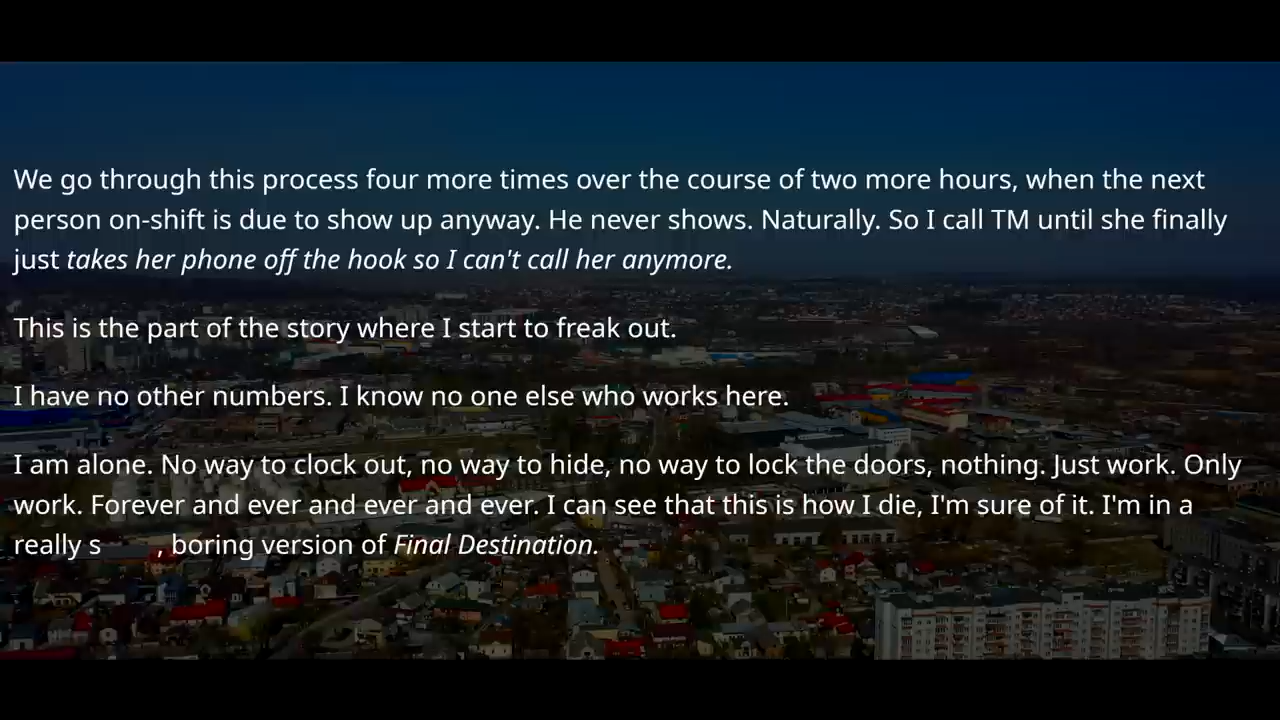 We go through this process four more times over the course of two more hours, when the next
person on-shift is due to show up anyway. He never shows. Naturally. So I call TM until she finally
just takes her phone off the hook so I can't call her anymore.
This is the part of the story where I start to freak out.
I have no other numbers. I know no one else who works here.
I am alone. No way to clock out, no way to hide, no way to lock the doors, nothing. Just work. Only
work. Forever and ever and ever and ever. I can see that this is how I die, I'm sure of it. I'm in a
really s , boring version of Final Destination.